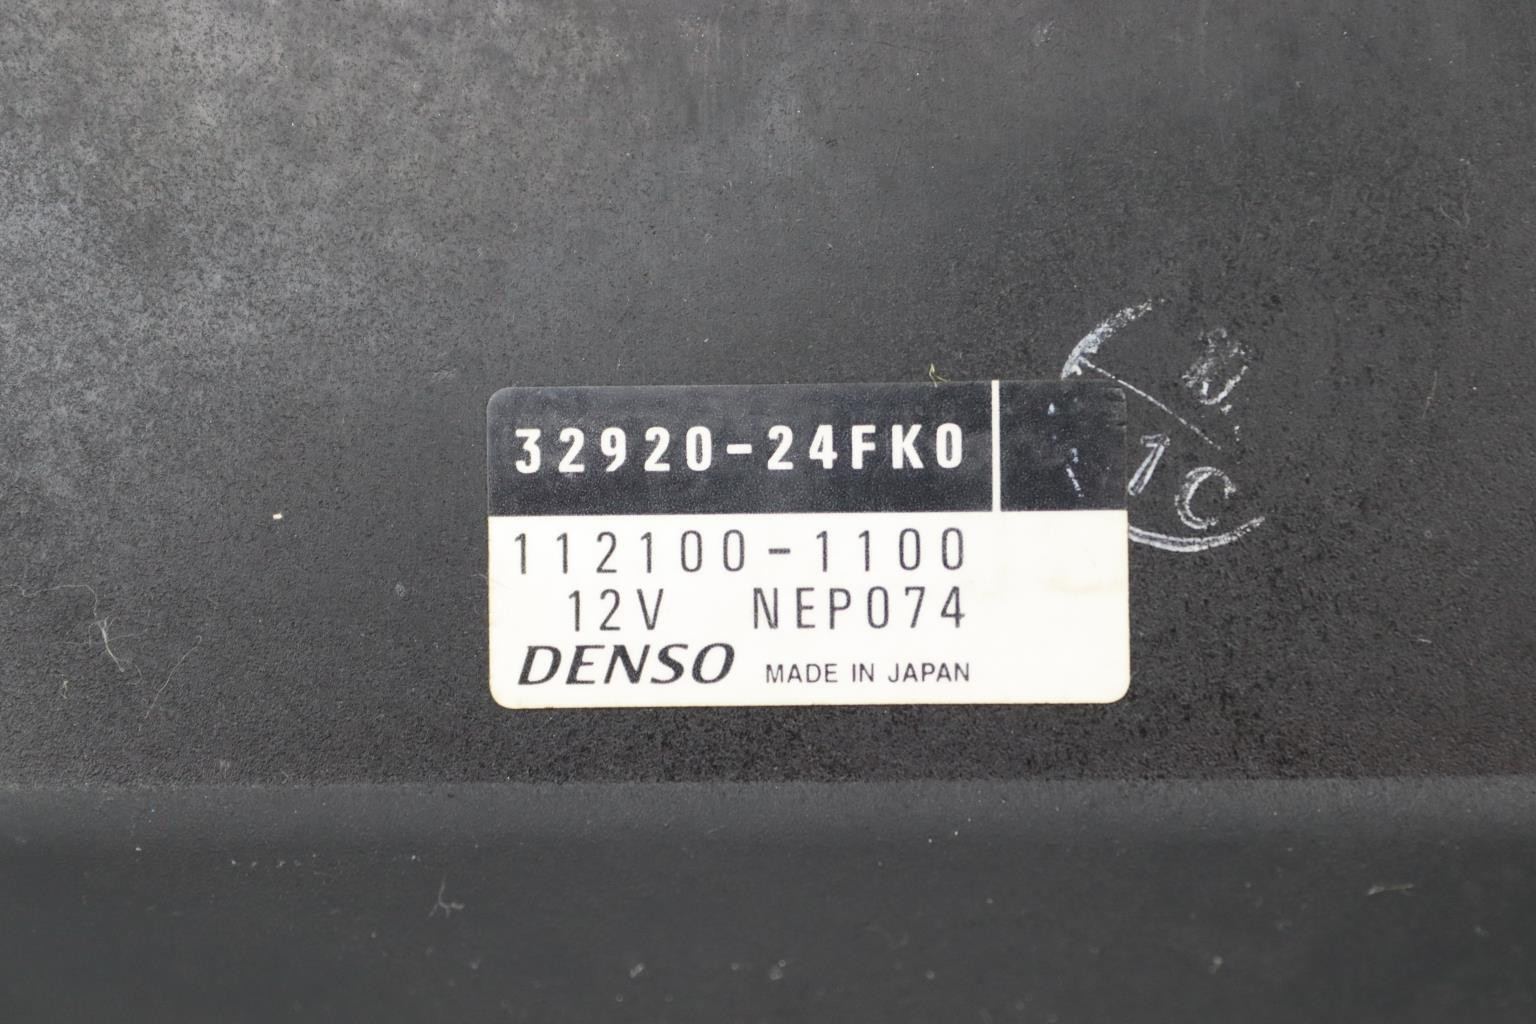 32920-24FK0
112100-1100
12V NEP074
DENSO MADE IN JAPAN
1C